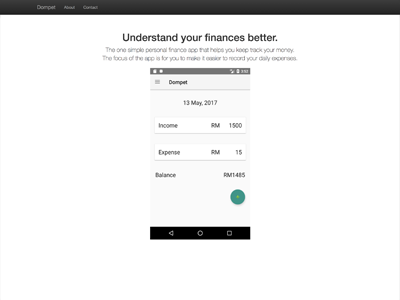 Dompet About Contact
Understand your finances better.
The one simple personal finance app that helps you keep track your money.
The focus of the app is for you to make it easier to record your daily expenses.
Dompet
13 May, 2017
Income RM 1500
Expense RM 15
Balance RM1485